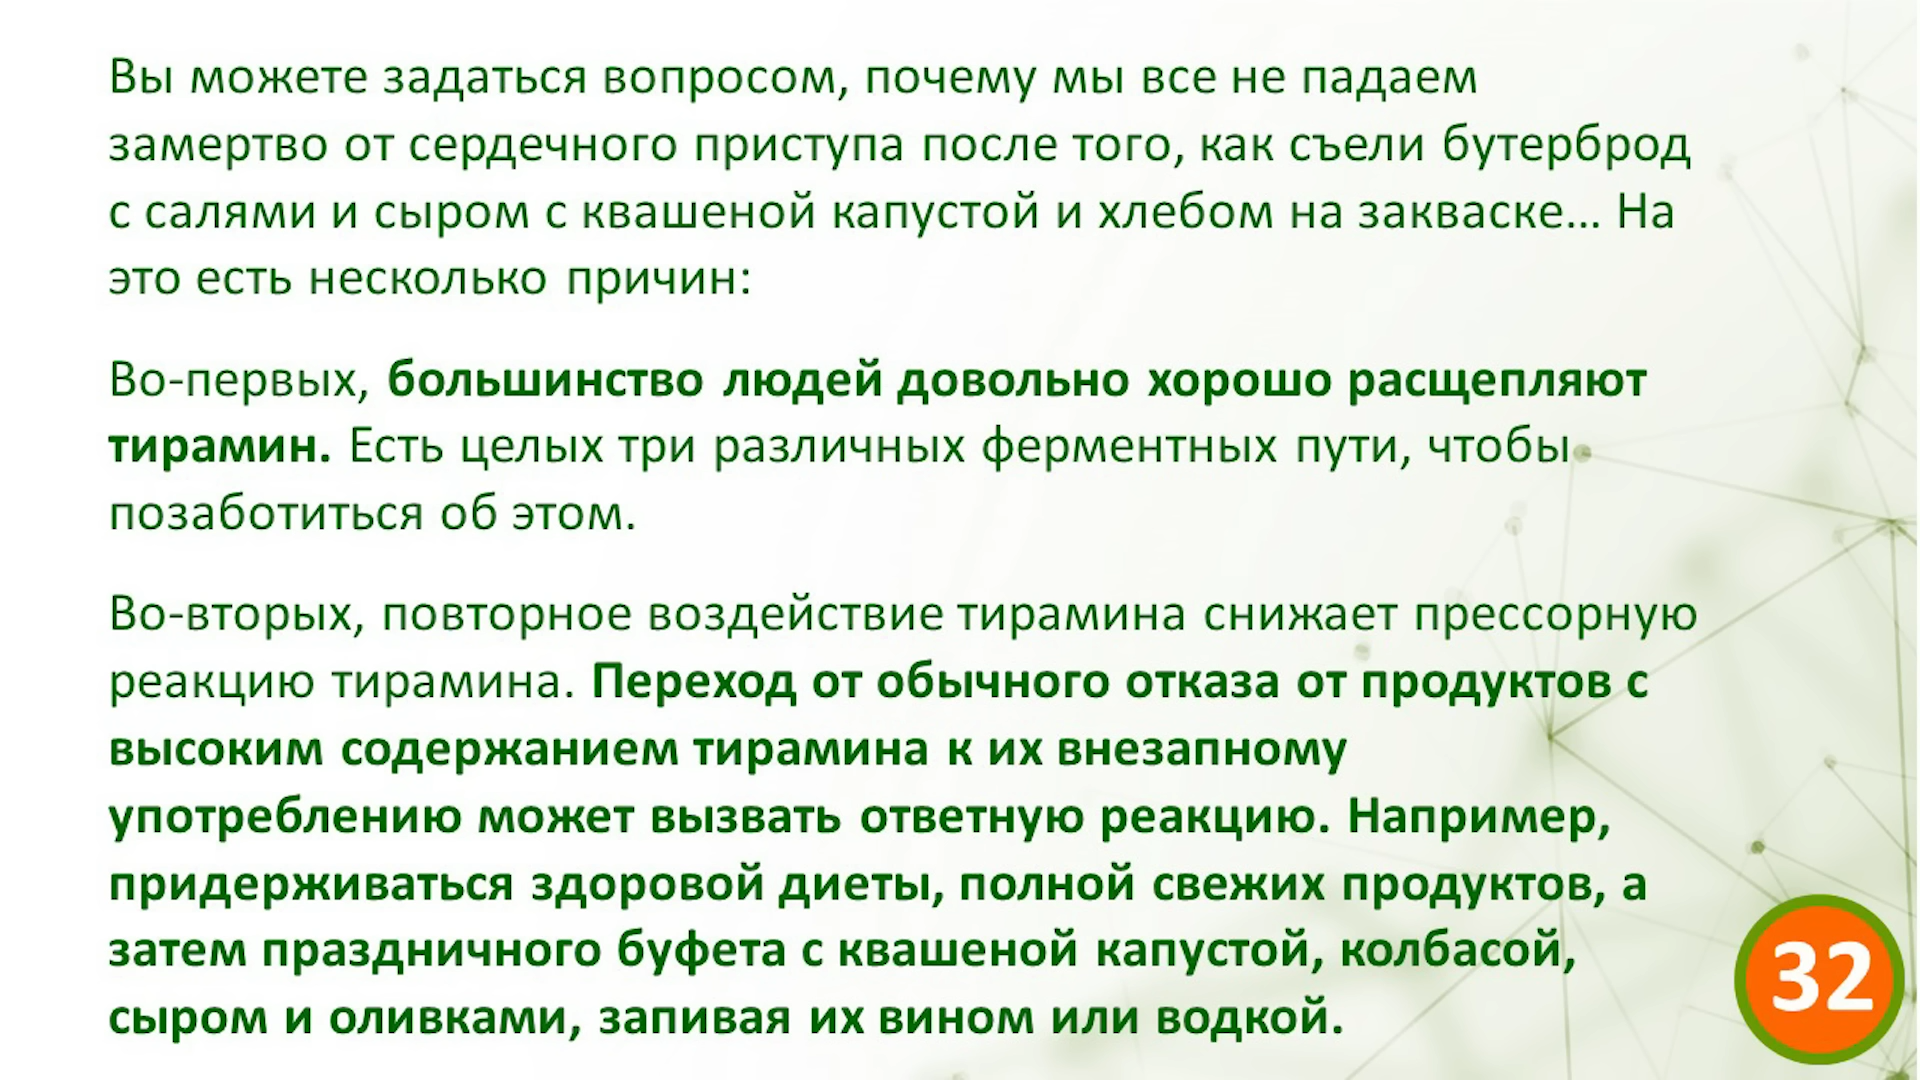 Вы можете задаться вопросом, почему мы все не падаем
замертво от сердечного приступа после того, как съели бутерброд
с салями и сыром с квашеной капустой и хлебом на закваске... На
это есть несколько причин:
Во-первых, большинство людей довольно хорошо расщепляют
тирамин. Есть целых три различных ферментных пути, чтобы
позаботиться об этом.
Во-вторых, повторное воздействие тирамина снижает прессорную
реакцию тирамина. Переход от обычного отказа от продуктов с
высоким содержанием тирамина к их внезапному
употреблению может вызвать ответную реакцию. Например,
придерживаться здоровой диеты, полной свежих продуктов, а
затем праздничного буфета с квашеной капустой, колбасой,
сыром и оливками, запивая их вином или водкой.
32